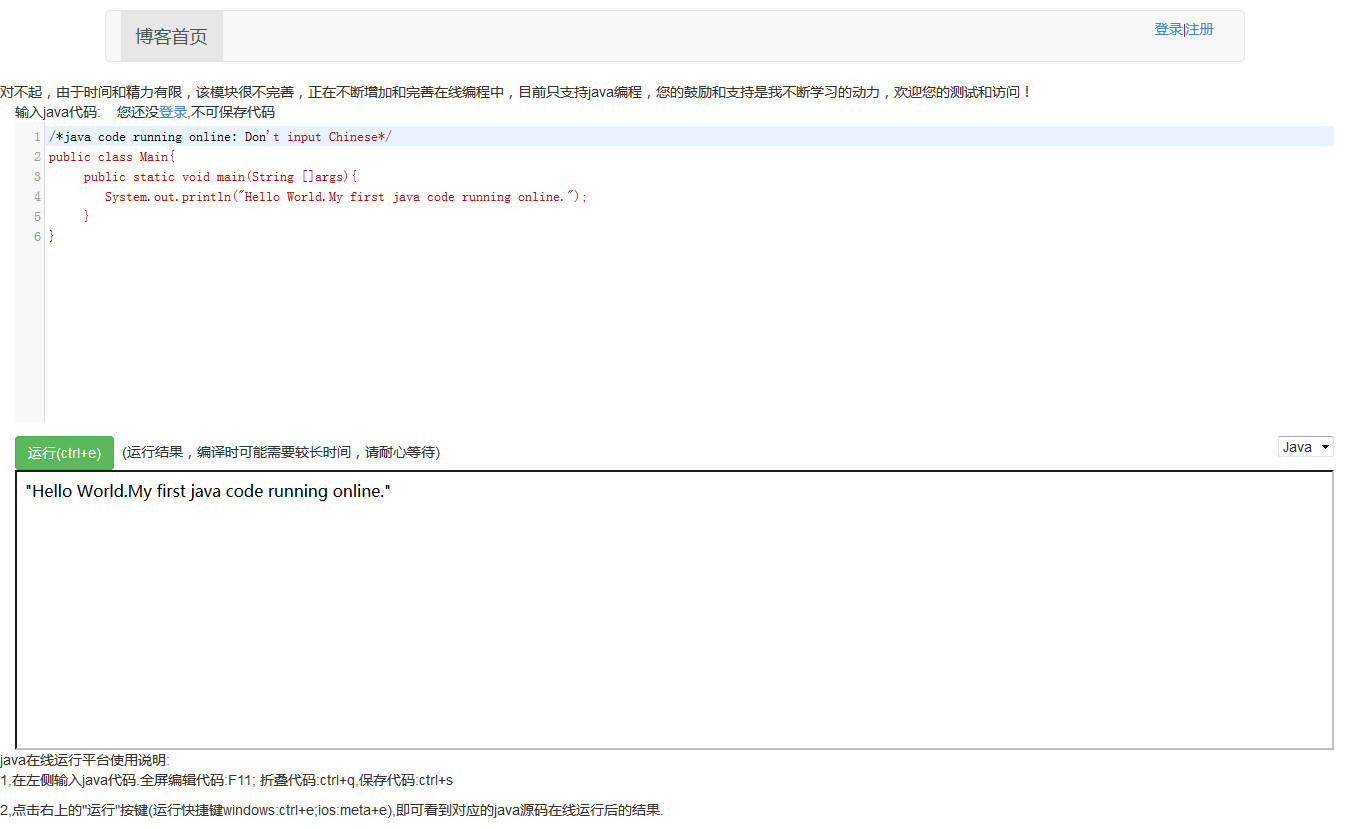 博客首页
登录|注册
对不起，由于时间和精力有限，该模块很不完善，正在不断增加和完善在线编程中，目前只支持java编程，您的鼓励和支持是我不断学习的动力，欢迎您的测试和访问！
输入java代码: 您还没登录,不可保存代码
1 /*java code running online: Don't input Chinese*/
2 public class Main{
3 public static void main(String []args){
4 System.out.println("Hello World.My first java code running online.");
5 }
6 }
运行(ctrl+e) (运行结果，编译时可能需要较长时间，请耐心等待) Java
"Hello World.My first java code running online."
java在线运行平台使用说明:
1,在左侧输入java代码.全屏编辑代码:F11; 折叠代码:ctrl+q,保存代码:ctrl+s
2,点击右上的"运行"按键(运行快捷键windows:ctrl+e;ios:meta+e),即可看到对应的java源码在线运行后的结果.